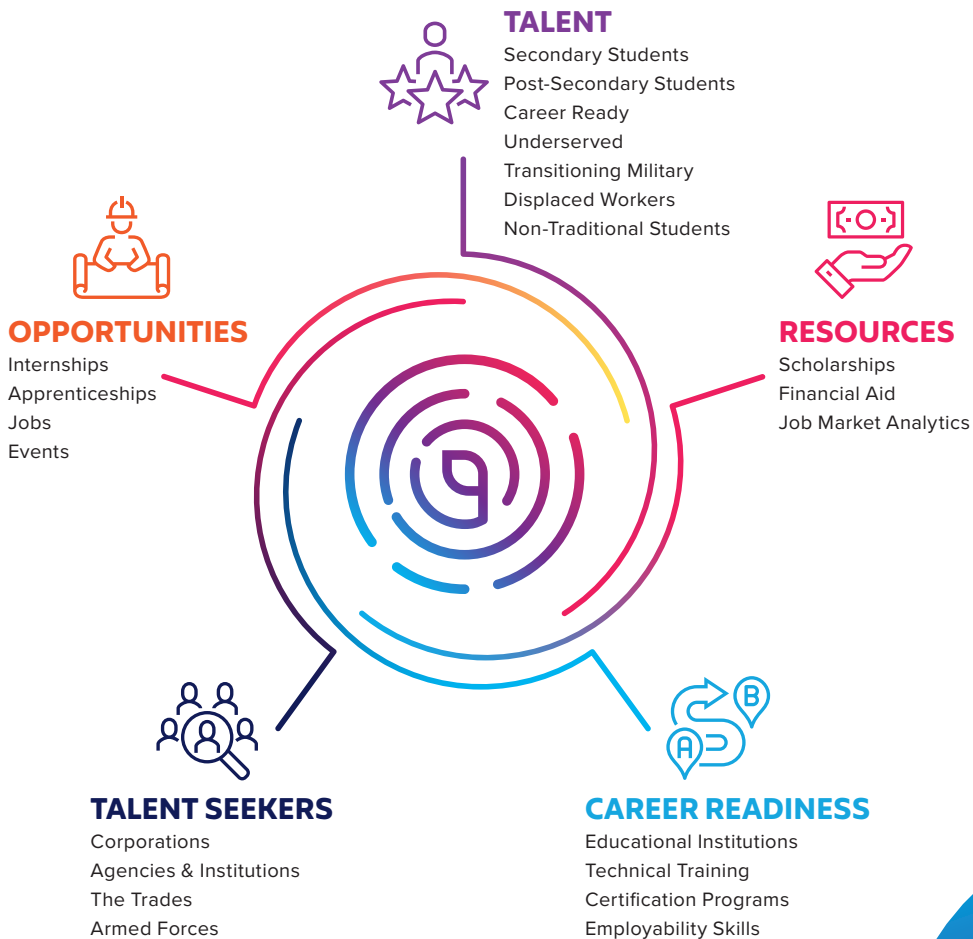 TALENT
Secondary Students
Post-Secondary Students
Career Ready
Underserved
Transitioning Military
Displaced Workers
Non-Traditional Students
OPPORTUNITIES
Internships
Apprenticeships
Jobs
Events
RESOURCES
Scholarships
Financial Aid
Job Market Analytics
TALENT SEEKERS
Corporations
Agencies & Institutions
The Trades
Armed Forces
A
B
CAREER READINESS
Educational Institutions
Technical Training
Certification Programs
Employability Skills